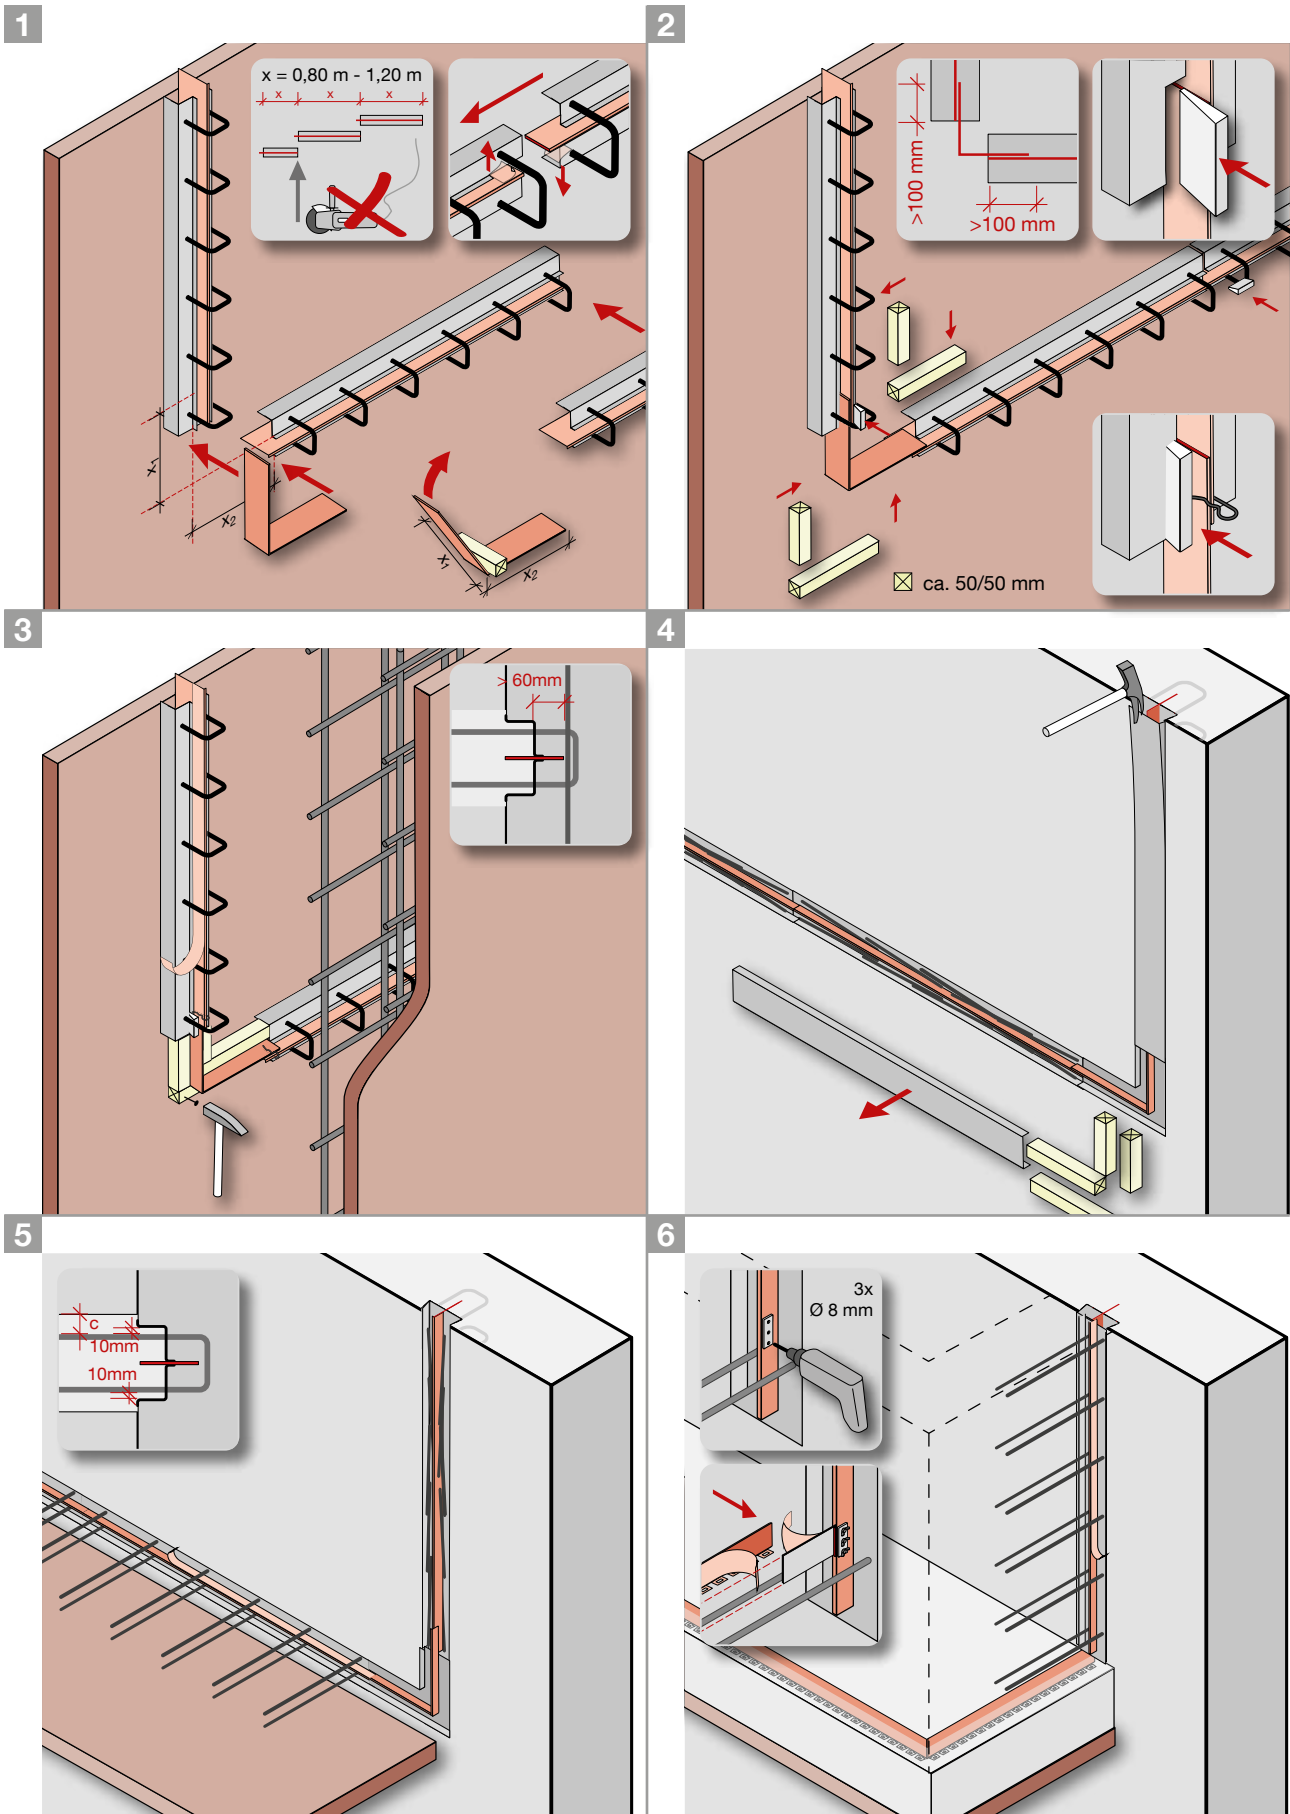 1
x = 0,80 m - 1,20 m
x x x
x₁
x₂
x₁
x₂
2
>100 mm
>100 mm
ca. 50/50 mm
3
> 60mm
4
5
c
10mm
10mm
6
3x
Ø 8 mm